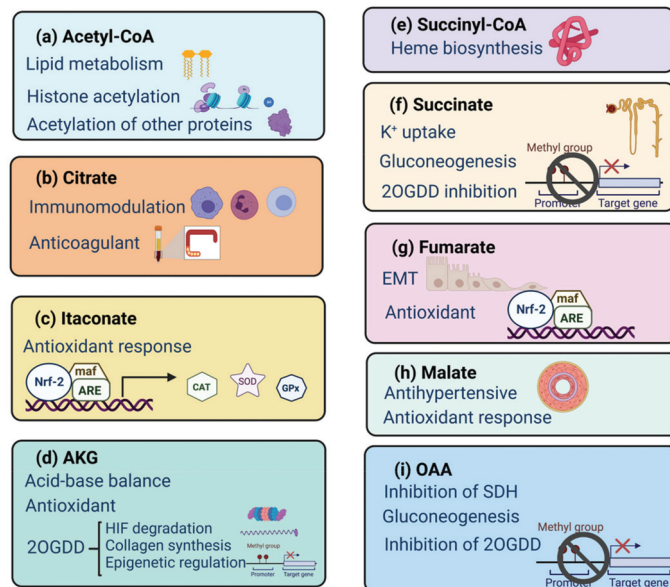 (a) Acetyl-CoA
Lipid metabolism
Histone acetylation
Acetylation of other proteins
(b) Citrate
Immunomodulation
Anticoagulant
(c) Itaconate
Antioxidant response
Nrf-2
maf
ARE
CAT
SOD
GPx
(d) AKG
Acid-base balance
Antioxidant
2OGDD
HIF degradation
Collagen synthesis
Epigenetic regulation
Methyl group
Promoter
Target gene
(e) Succinyl-CoA
Heme biosynthesis
(f) Succinate
K⁺ uptake
Gluconeogenesis
2OGDD inhibition
Methyl group
Promoter
Target gene
(g) Fumarate
EMT
Antioxidant
Nrf-2
maf
ARE
(h) Malate
Antihypertensive
Antioxidant response
(i) OAA
Inhibition of SDH
Gluconeogenesis
Inhibition of 2OGDD
Methyl group
Promoter
Target gene